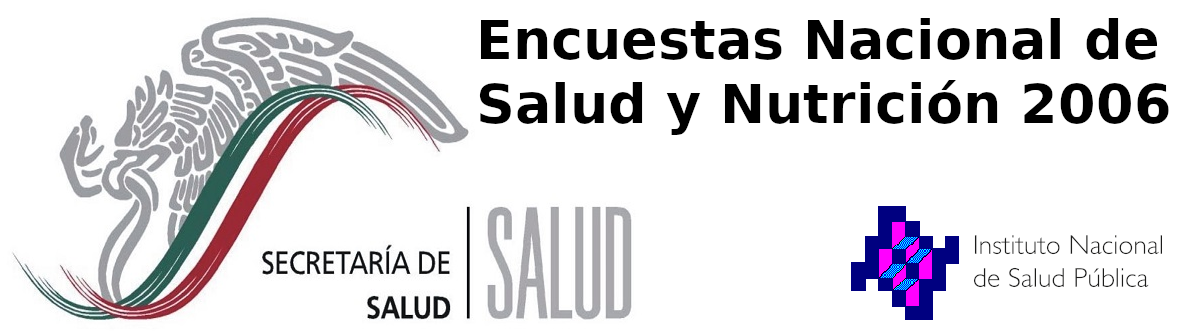 Encuestas Nacional de
Salud y Nutrición 2006
SECRETARÍA DE
SALUD
SALUD
Instituto Nacional
de Salud Pública